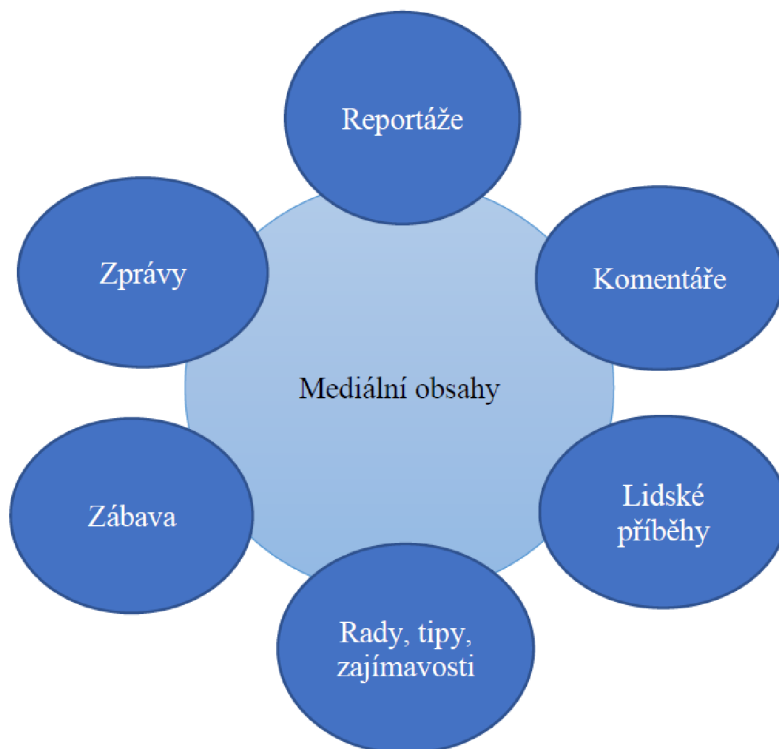 Reportáže
Zprávy
Komentáře
Mediální obsahy
Zábava
Lidské
příběhy
Rady, tipy,
zajímavosti